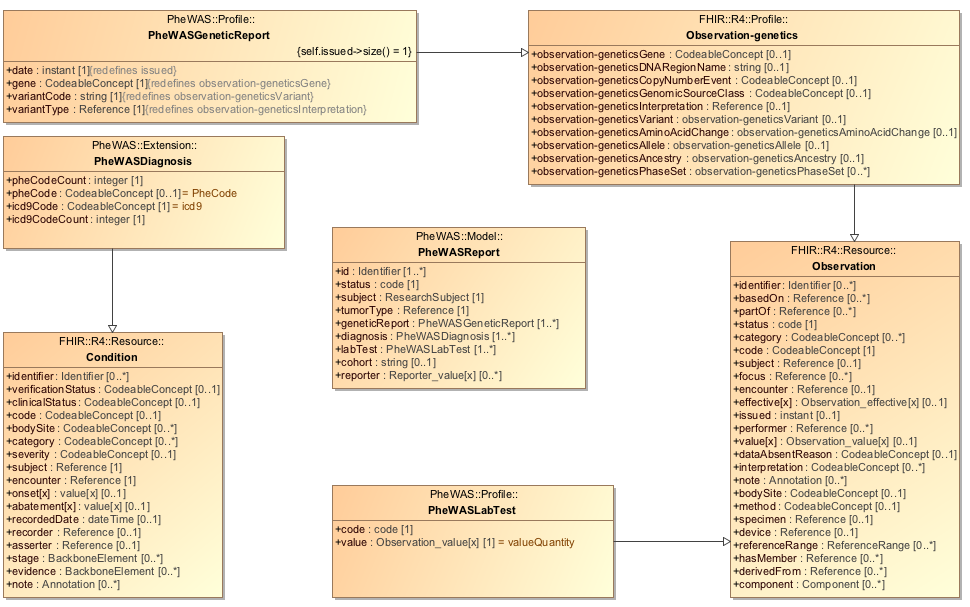 PheWAS::Profile::
PheWASGeneticReport
{self.issued->size() = 1}
+date : instant [1]{redefines issued}
+gene : CodeableConcept [1]{redefines observation-geneticsGene}
+variantCode : string [1]{redefines observation-geneticsVariant}
+variantType : Reference [1]{redefines observation-geneticsInterpretation}
FHIR::R4::Profile::
Observation-genetics
+observation-geneticsGene : CodeableConcept [0..1]
+observation-geneticsDNARegionName : string [0..1]
+observation-geneticsCopyNumberEvent : CodeableConcept [0..1]
+observation-geneticsGenomicSourceClass : CodeableConcept [0..1]
+observation-geneticsInterpretation : Reference [0..1]
+observation-geneticsVariant : observation-geneticsVariant [0..1]
+observation-geneticsAminoAcidChange : observation-geneticsAminoAcidChange [0..1]
+observation-geneticsAllele : observation-geneticsAllele [0..1]
+observation-geneticsAncestry : observation-geneticsAncestry [0..1]
+observation-geneticsPhaseSet : observation-geneticsPhaseSet [0..*]
PheWAS::Extension::
PheWASDiagnosis
+pheCodeCount : integer [1]
+pheCode : CodeableConcept [0..1] = PheCode
+icd9Code : CodeableConcept [1] = icd9
+icd9CodeCount : integer [1]
PheWAS::Model::
PheWASReport
+id : Identifier [1..*]
+status : code [1]
+subject : ResearchSubject [1]
+tumorType : Reference [1]
+geneticReport : PheWASGeneticReport [1..*]
+diagnosis : PheWASDiagnosis [1..*]
+labTest : PheWASLabTest [1..*]
+cohort : string [0..1]
+reporter : Reporter_value[x] [0..*]
FHIR::R4::Resource::
Observation
+identifier : Identifier [0..*]
+basedOn : Reference [0..*]
+partOf : Reference [0..*]
+status : code [1]
+category : CodeableConcept [0..*]
+code : CodeableConcept [1]
+subject : Reference [0..1]
+focus : Reference [0..*]
+encounter : Reference [0..1]
+effective[x] : Observation_effective[x] [0..1]
+issued : instant [0..1]
+performer : Reference [0..*]
+value[x] : Observation_value[x] [0..1]
+dataAbsentReason : CodeableConcept [0..1]
+interpretation : CodeableConcept [0..*]
+note : Annotation [0..*]
+bodySite : CodeableConcept [0..1]
+method : CodeableConcept [0..1]
+specimen : Reference [0..1]
+device : Reference [0..1]
+referenceRange : ReferenceRange [0..*]
+hasMember : Reference [0..*]
+derivedFrom : Reference [0..*]
+component : Component [0..*]
FHIR::R4::Resource::
Condition
+identifier : Identifier [0..*]
+verificationStatus : CodeableConcept [0..1]
+clinicalStatus : CodeableConcept [0..1]
+code : CodeableConcept [0..1]
+bodySite : CodeableConcept [0..*]
+category : CodeableConcept [0..*]
+severity : CodeableConcept [0..1]
+subject : Reference [1]
+encounter : Reference [1]
+onset[x] : value[x] [0..1]
+abatement[x] : value[x] [0..1]
+recordedDate : dateTime [0..1]
+recorder : Reference [0..1]
+asserter : Reference [0..1]
+stage : BackboneElement [0..*]
+evidence : BackboneElement [0..*]
+note : Annotation [0..*]
PheWAS::Profile::
PheWASLabTest
+code : code [1]
+value : Observation_value[x] [1] = valueQuantity